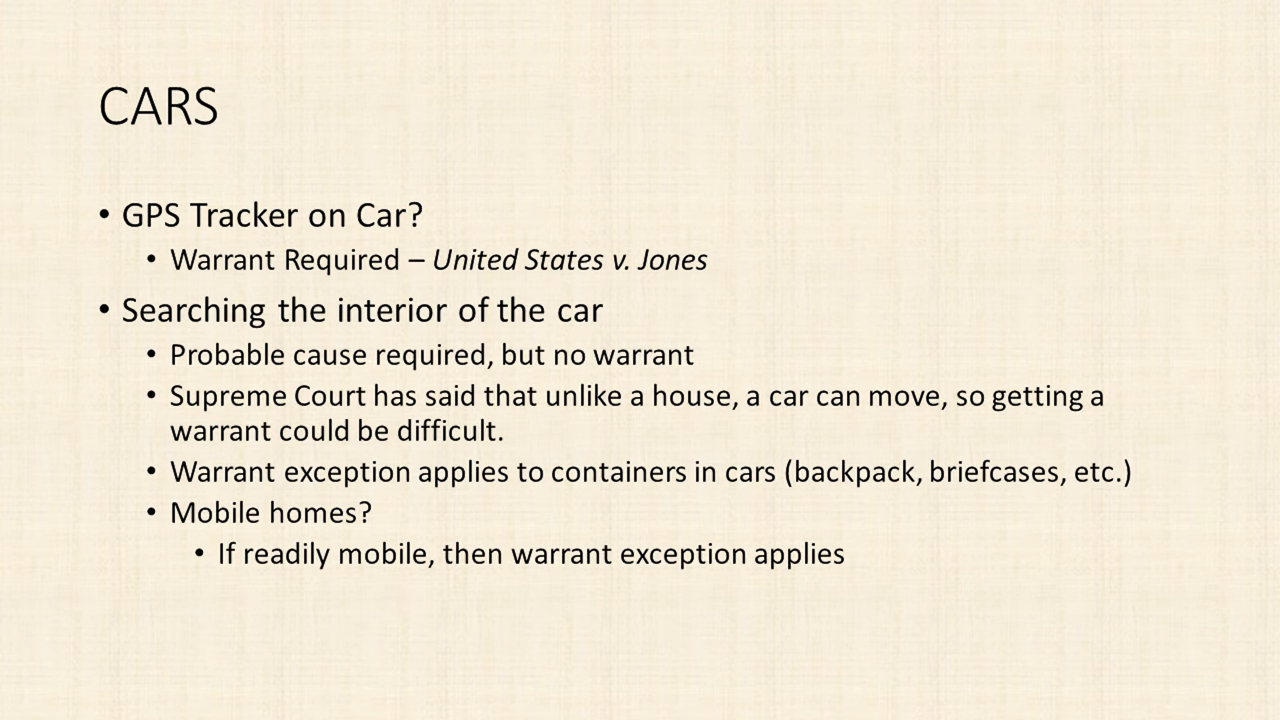 CARS
• GPS Tracker on Car?
• Warrant Required – United States v. Jones
• Searching the interior of the car
• Probable cause required, but no warrant
• Supreme Court has said that unlike a house, a car can move, so getting a
warrant could be difficult.
• Warrant exception applies to containers in cars (backpack, briefcases, etc.)
• Mobile homes?
• If readily mobile, then warrant exception applies